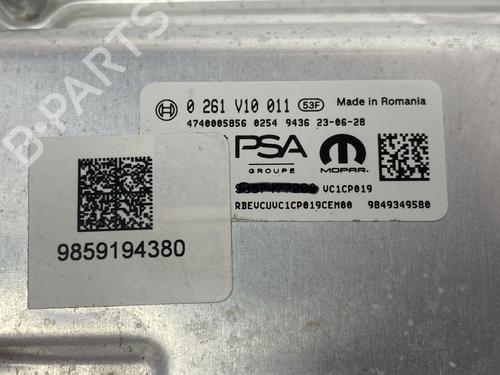 0 261 V10 011 53F Made in Romania
4740005856 0254 9436 23-06-28
PSA
GROUPE
MOPAR
VC1CP019
RBEVCUVC1CP019CEM00 9849349580
9859194380
B-PARTS